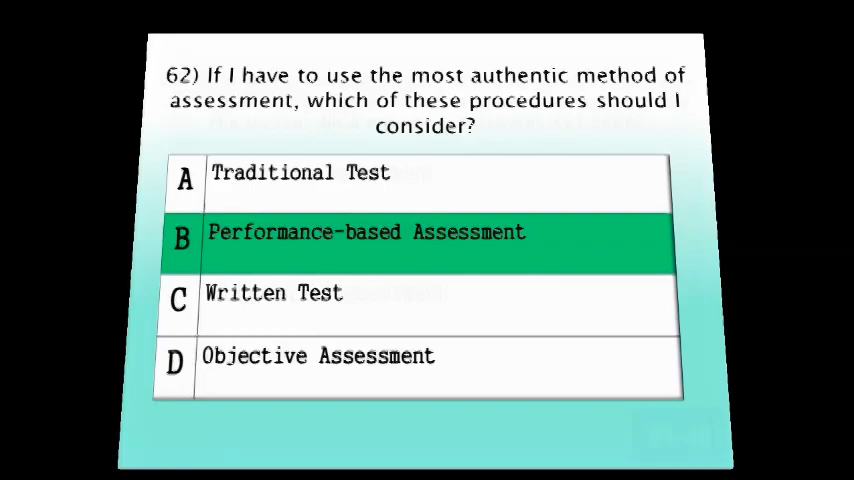 62) If I have to use the most authentic method of
assessment, which of these procedures should I
consider?
A Traditional Test
B Performance-based Assessment
C Written Test
D Objective Assessment